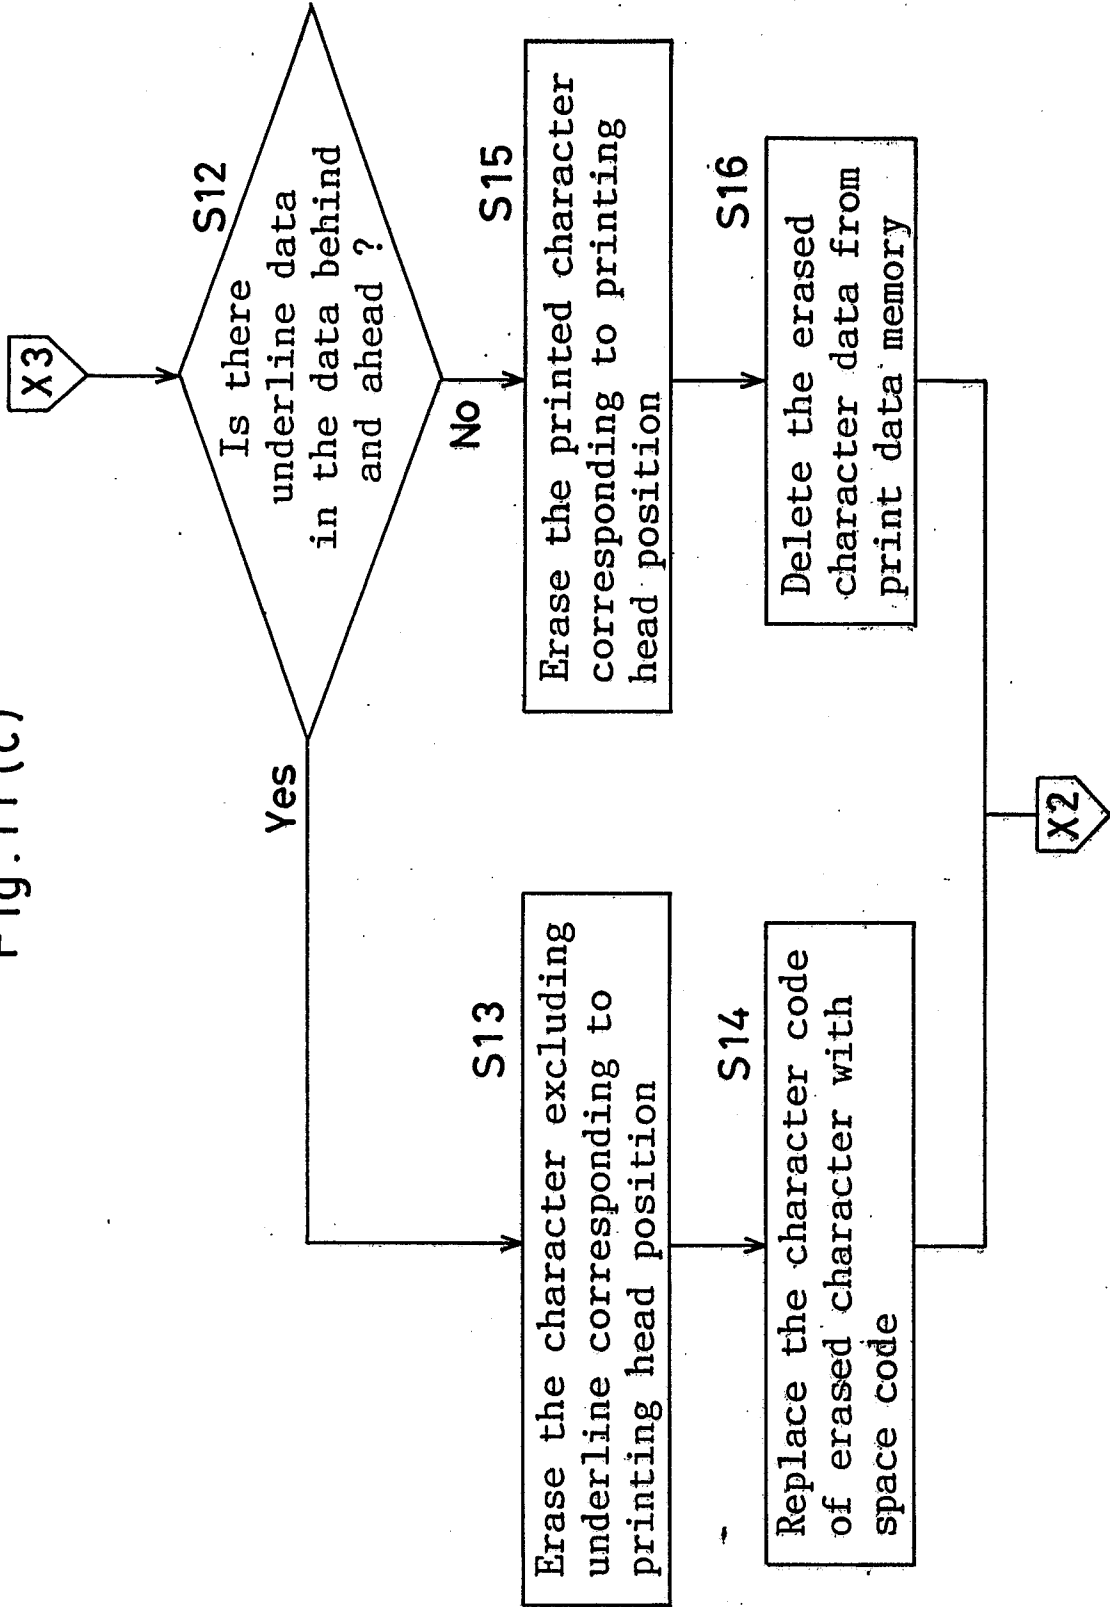 Fig.11(c)
X3
S12
Is there
underline data
in the data behind
and ahead ?
Yes
No
S13
Erase the character excluding
underline corresponding to
printing head position
S14
Replace the character code
of erased character with
space code
S15
Erase the printed character
corresponding to printing
head position
S16
Delete the erased
character data from
print data memory
X2